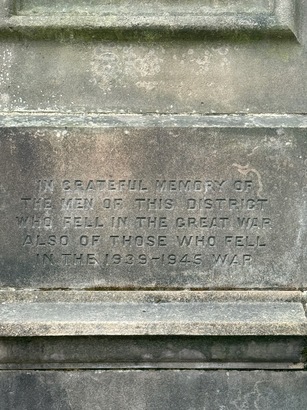 IN GRATEFUL MEMORY OF
THE MEN OF THIS DISTRICT
WHO FELL IN THE GREAT WAR
ALSO OF THOSE WHO FELL
IN THE 1939-1945 WAR